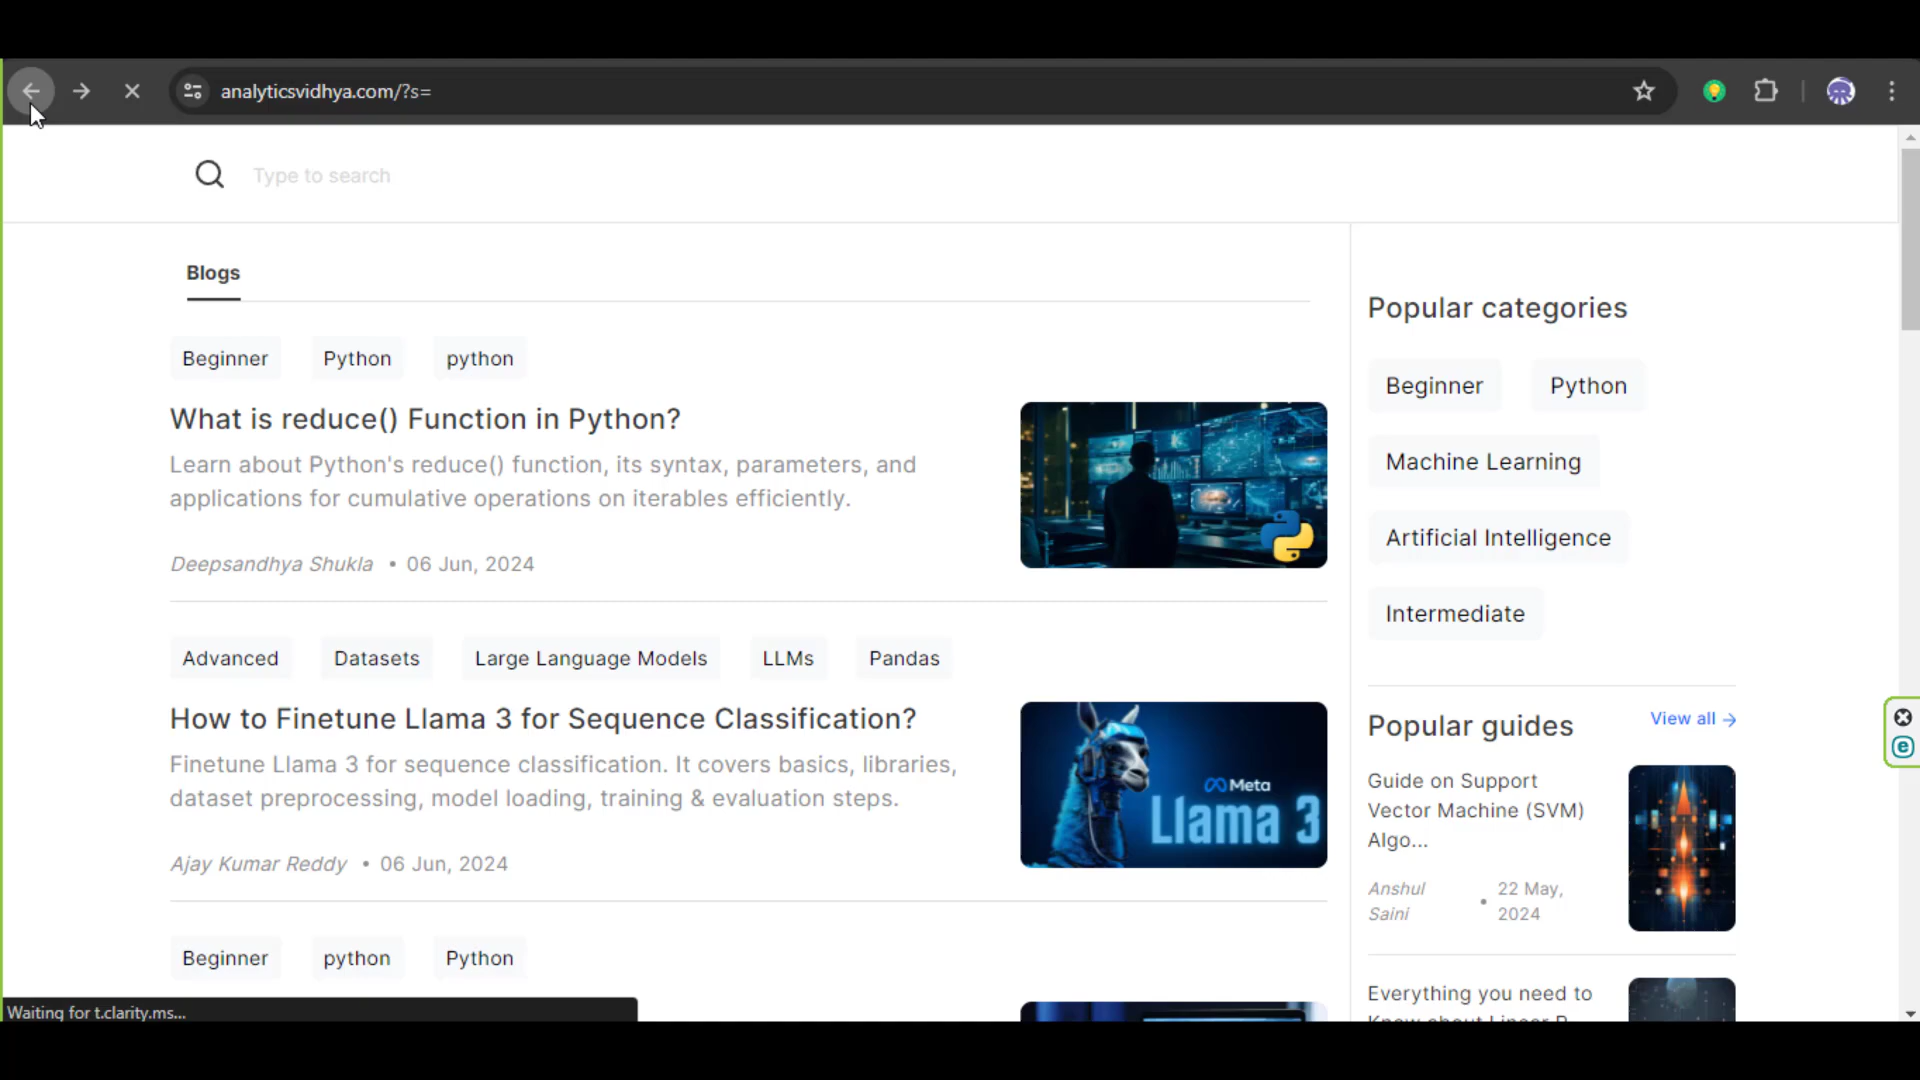 analyticsvidhya.com/?s=
Type to search
Blogs
Beginner Python python
What is reduce() Function in Python?
Learn about Python's reduce() function, its syntax, parameters, and
applications for cumulative operations on iterables efficiently.
Deepsandhya Shukla • 06 Jun, 2024
Advanced Datasets Large Language Models LLMs Pandas
How to Finetune Llama 3 for Sequence Classification?
Finetune Llama 3 for sequence classification. It covers basics, libraries,
dataset preprocessing, model loading, training & evaluation steps.
Ajay Kumar Reddy • 06 Jun, 2024
Meta
Llama 3
Beginner python Python
Popular categories
Beginner Python
Machine Learning
Artificial Intelligence
Intermediate
Popular guides
View all →
Guide on Support
Vector Machine (SVM)
Algo...
Anshul
Saini
• 22 May,
2024
Everything you need to
Know about Linear R
Waiting for t.clarity.ms...